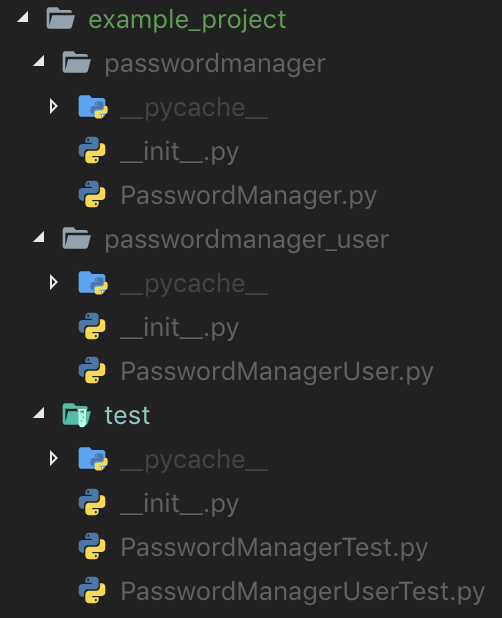 example_project
passwordmanager
__pycache__
__init__.py
PasswordManager.py
passwordmanager_user
__pycache__
__init__.py
PasswordManagerUser.py
test
__pycache__
__init__.py
PasswordManagerTest.py
PasswordManagerUserTest.py